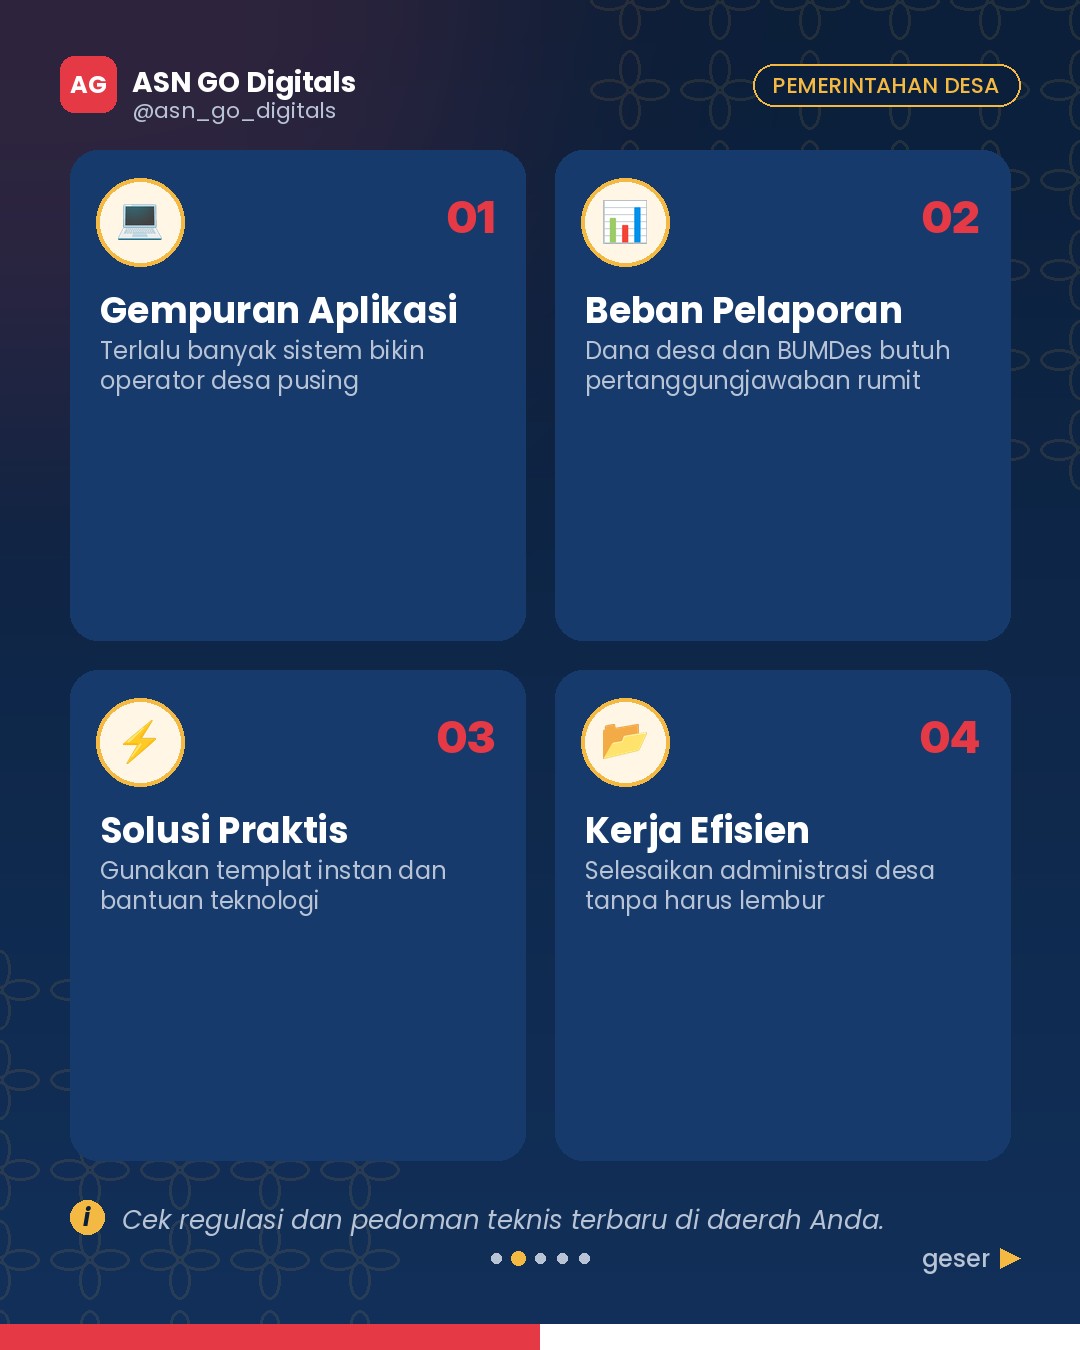 AG
ASN GO Digitals
@asn_go_digitals
PEMERINTAHAN DESA
01
Gempuran Aplikasi
Terlalu banyak sistem bikin
operator desa pusing
02
Beban Pelaporan
Dana desa dan BUMDes butuh
pertanggungjawaban rumit
03
Solusi Praktis
Gunakan templat instan dan
bantuan teknologi
04
Kerja Efisien
Selesaikan administrasi desa
tanpa harus lembur
i Cek regulasi dan pedoman teknis terbaru di daerah Anda.
geser